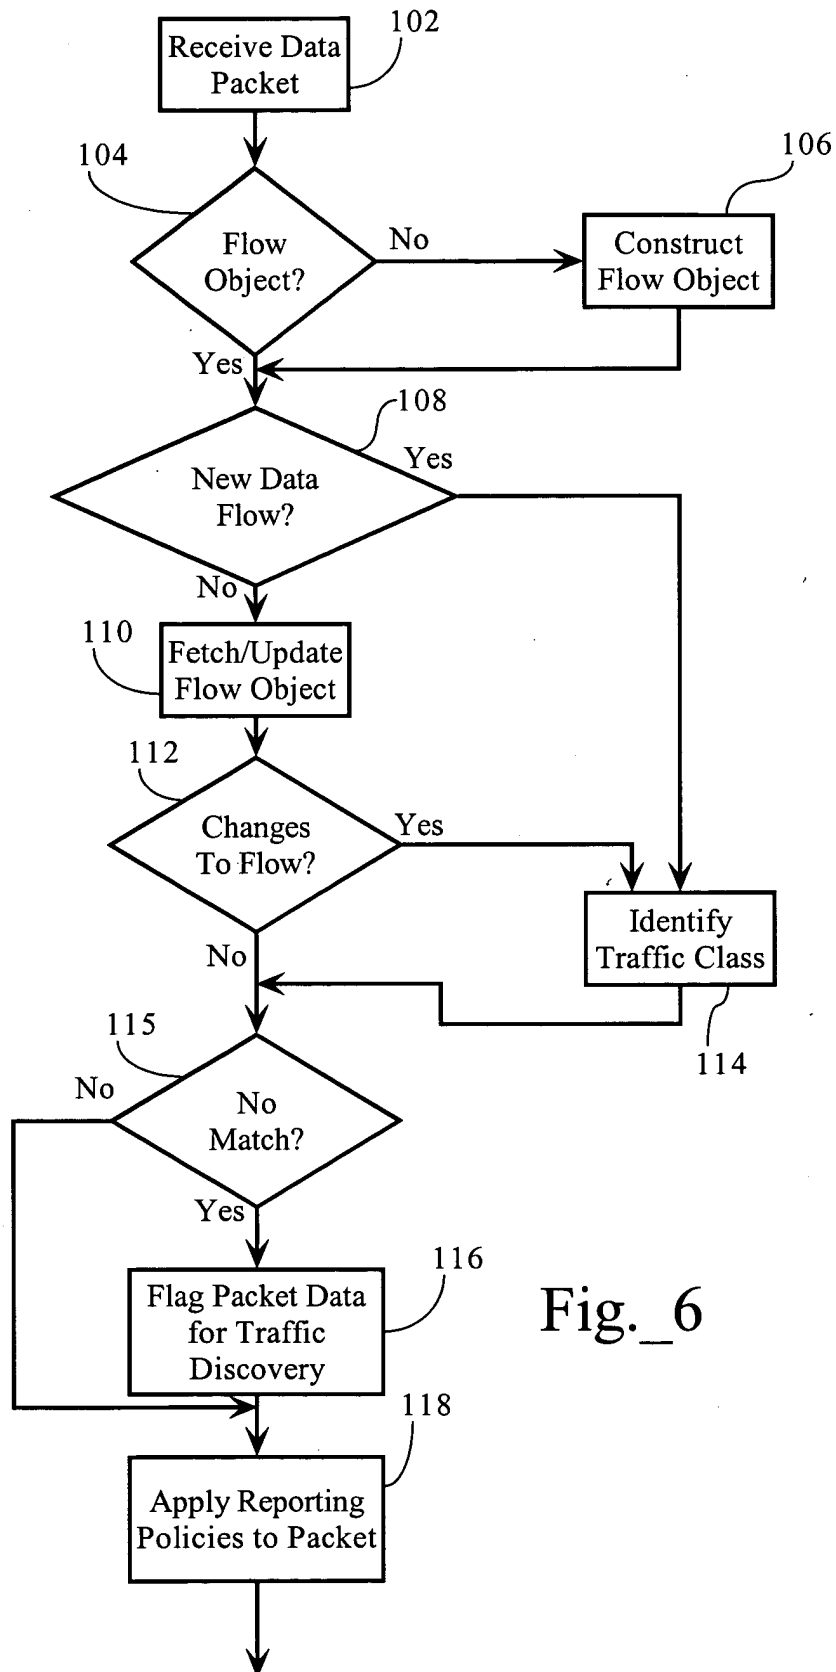 Receive Data
Packet
102
104
Flow
Object?
No
106
Construct
Flow Object
Yes
108
New Data
Flow?
Yes
No
110
Fetch/Update
Flow Object
112
Changes
To Flow?
Yes
No
Identify
Traffic Class
114
115
No
No
Match?
Yes
116
Flag Packet Data
for Traffic
Discovery
Fig._6
118
Apply Reporting
Policies to Packet